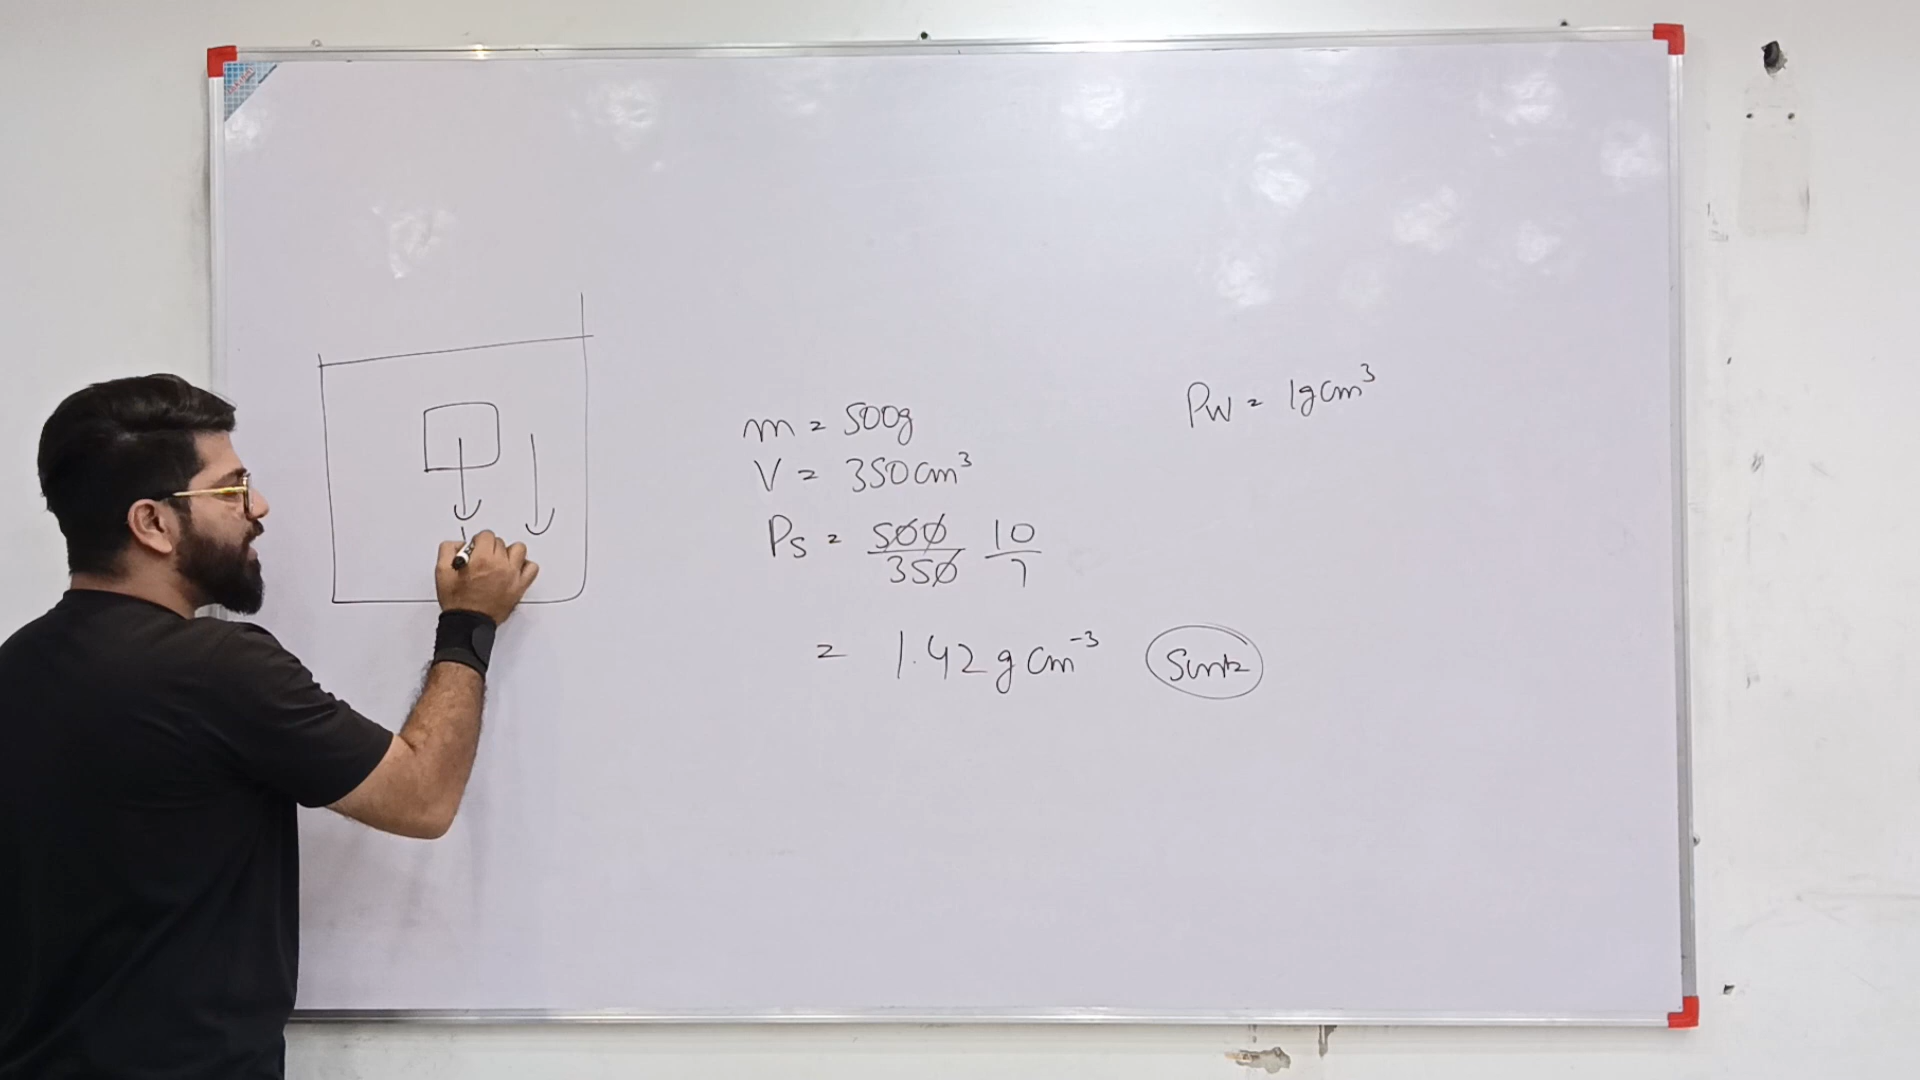 m = 500g
V = 350cm³
Ps = 500/350 10/7
= 1.42 g cm⁻³ Sink
Pw = 1gcm³